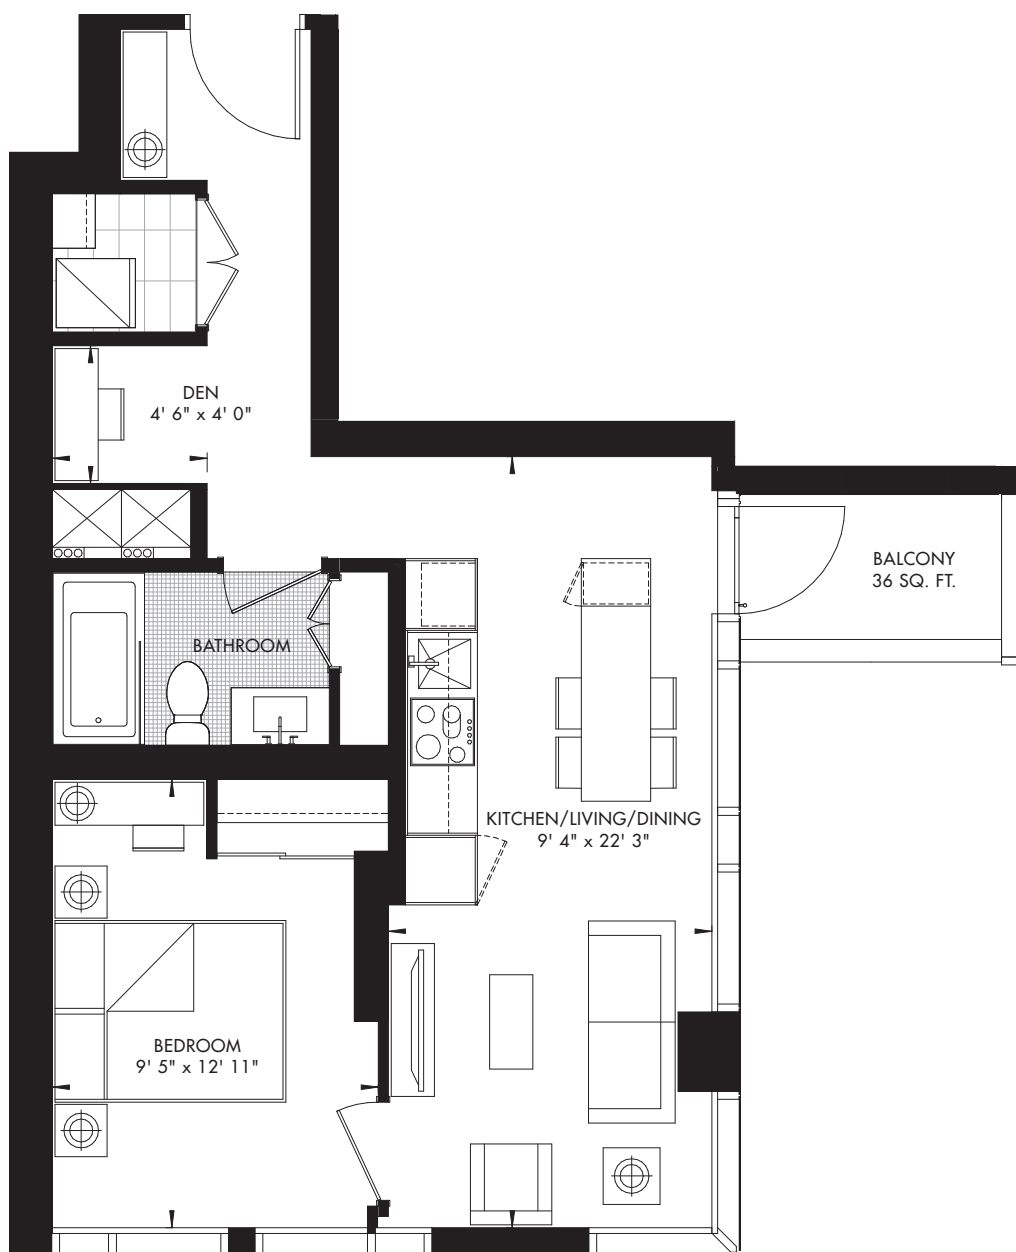 DEN
4' 6" x 4' 0"
BALCONY
36 SQ. FT.
BATHROOM
KITCHEN/LIVING/DINING
9' 4" x 22' 3"
BEDROOM
9' 5" x 12' 11"